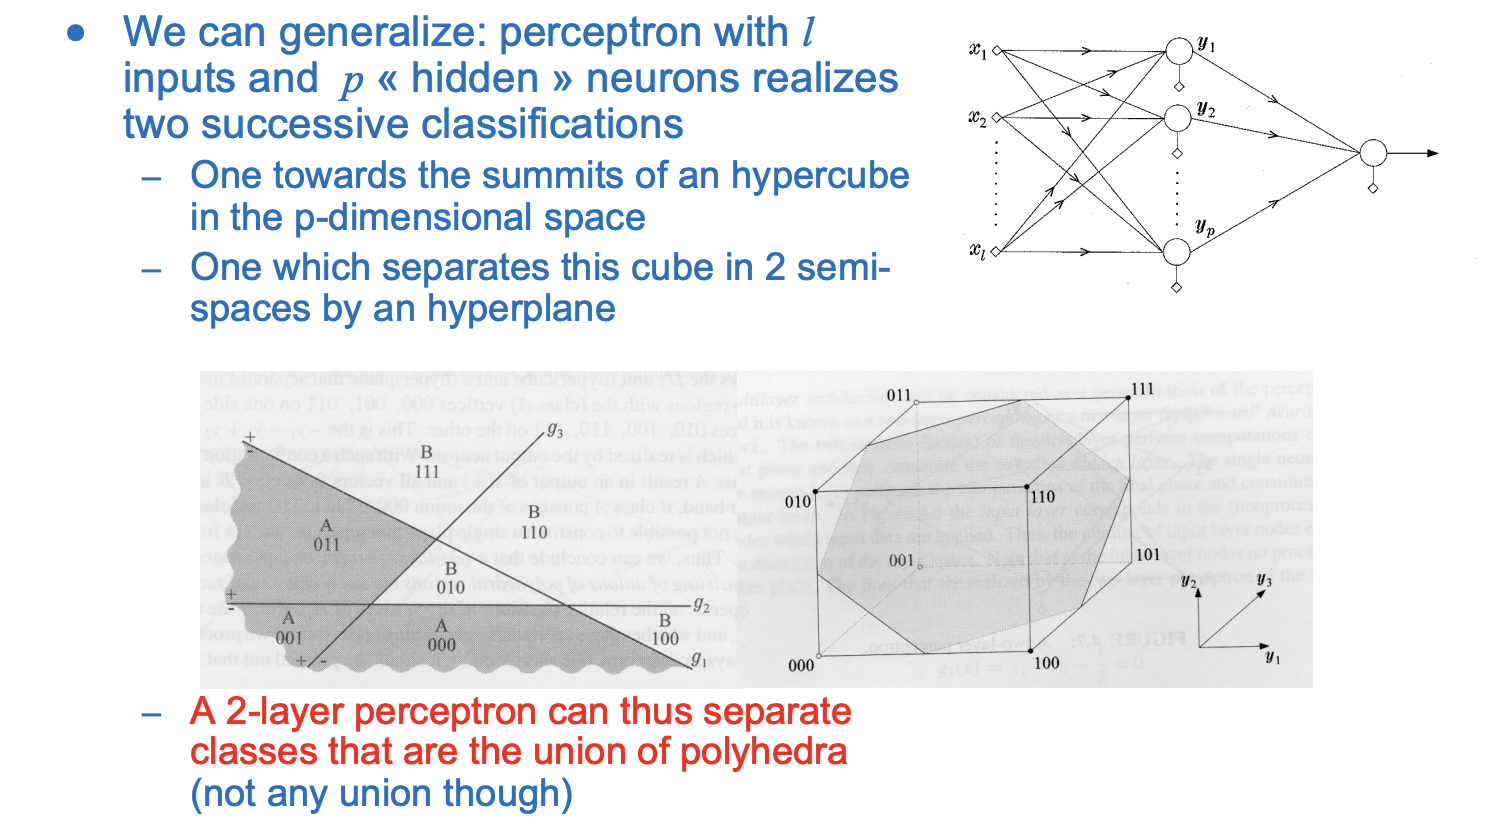 • We can generalize: perceptron with l
inputs and p « hidden » neurons realizes
two successive classifications
– One towards the summits of an hypercube
in the p-dimensional space
– One which separates this cube in 2 semi-
spaces by an hyperplane
x1
y1
x2
y2
xl
yp
+
-
g3
B
111
B
110
A
011
B
010
+
-
g2
A
001
A
000
B
100
+
-
g1
011
111
010
110
001
101
000
100
y2
y3
y1
– A 2-layer perceptron can thus separate
classes that are the union of polyhedra
(not any union though)